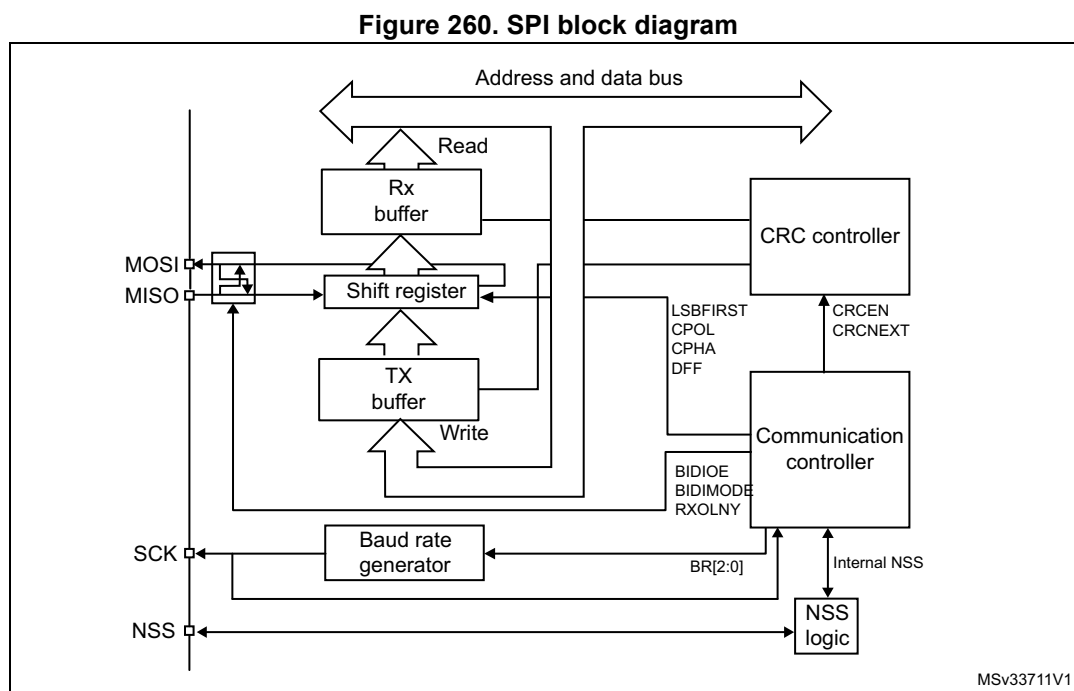 Figure 260. SPI block diagram
Address and data bus
Read
Rx
buffer
CRC controller
MOSI
MISO
Shift register
LSBFIRST
CPOL
CPHA
DFF
CRCEN
CRCNEXT
TX
buffer
Write
Communication
controller
BIDIOE
BIDIMODE
RXOLNY
SCK
Baud rate
generator
BR[2:0]
Internal NSS
NSS
NSS
logic
MSv33711V1